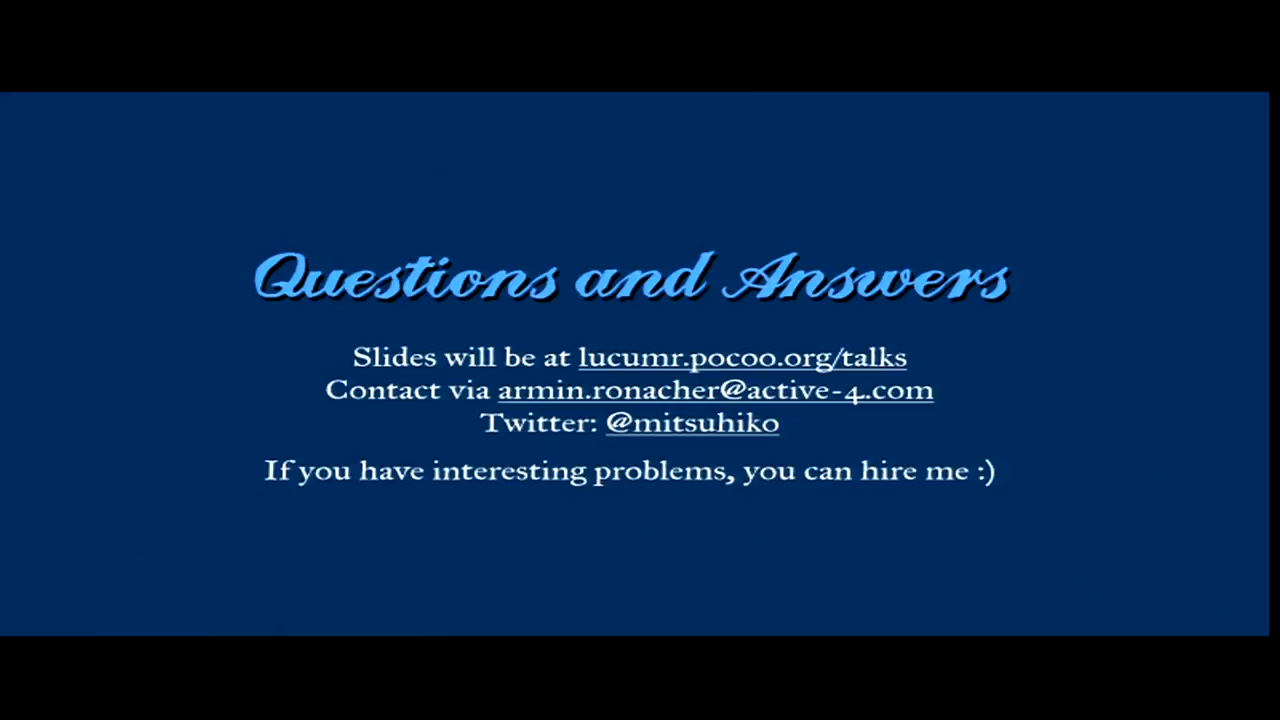 Questions and Answers
Slides will be at lucumr.pocoo.org/talks
Contact via armin.ronacher@active-4.com
Twitter: @mitsuhiko
If you have interesting problems, you can hire me :)